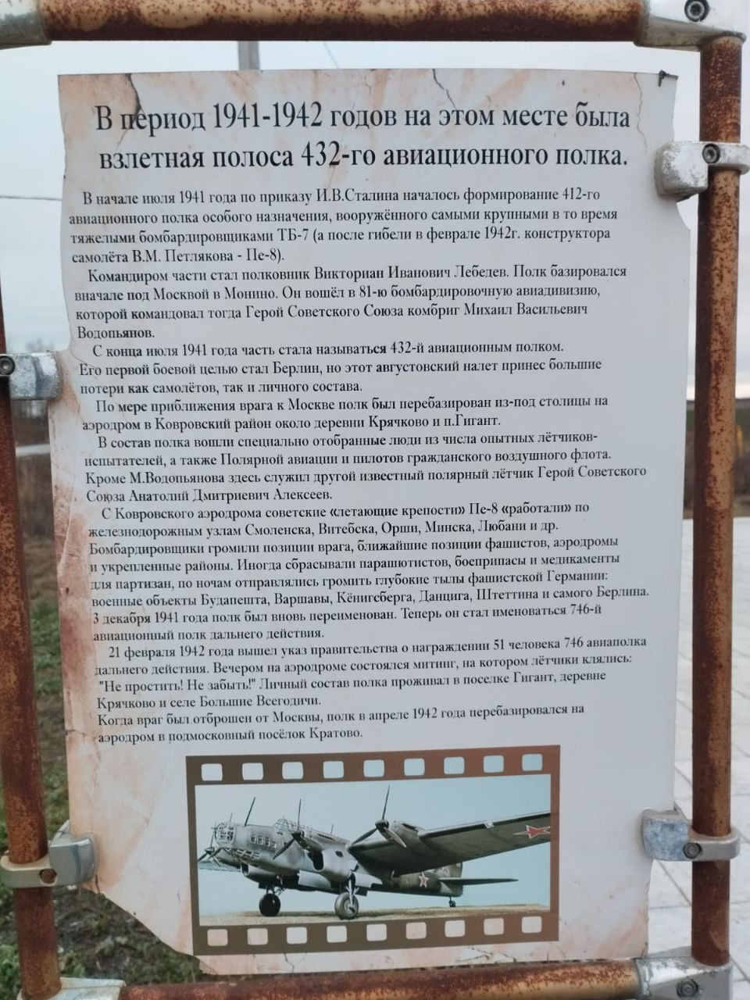 В период 1941-1942 годов на этом месте была
взлетная полоса 432-го авиационного полка.
В начале июля 1941 года по приказу И.В.Сталина началось формирование 412-го
авиационного полка особого назначения, вооружённого самыми крупными в то время
тяжелыми бомбардировщиками ТБ-7 (а после гибели в феврале 1942г. конструктора
самолёта В.М. Петлякова - Пе-8).
Командиром части стал полковник Викториан Иванович Лебедев. Полк базировался
вначале под Москвой в Монино. Он вошёл в 81-ю бомбардировочную авиадивизию,
которой командовал тогда Герой Советского Союза комбриг Михаил Васильевич
Водопьянов.
С конца июля 1941 года часть стала называться 432-й авиационным полком.
Его первой боевой целью стал Берлин, но этот августовский налет принес большие
потери как самолётов, так и личного состава.
По мере приближения врага к Москве полк был перебазирован из-под столицы на
аэродром в Ковровский район около деревни Крячково и п.Гигант.
В состав полка вошли специально отобранные люди из числа опытных лётчиков-
испытателей, а также Полярной авиации и пилотов гражданского воздушного флота.
Кроме М.Водопьянова здесь служил другой известный полярный лётчик Герой Советского
Союза Анатолий Дмитриевич Алексеев.
С Ковровского аэродрома советские «летающие крепости» Пе-8 «работали» по
железнодорожным узлам Смоленска, Витебска, Орши, Минска, Любани и др.
Бомбардировщики громили позиции врага, ближайшие позиции фашистов, аэродромы
и укрепленные районы. Иногда сбрасывали парашютистов, боеприпасы и медикаменты
для партизан, по ночам отправлялись громить глубокие тылы фашистской Германии:
военные объекты Будапешта, Варшавы, Кёнигсберга, Данцига, Штеттина и самого Берлина.
3 декабря 1941 года полк был вновь переименован. Теперь он стал именоваться 746-й
авиационный полк дальнего действия.
21 февраля 1942 года вышел указ правительства о награждении 51 человека 746 авиаполка
дальнего действия. Вечером на аэродроме состоялся митинг, на котором лётчики клялись:
"Не простить! Не забыть!" Личный состав полка проживал в поселке Гигант, деревне
Крячково и селе Большие Всегодичи.
Когда враг был отброшен от Москвы, полк в апреле 1942 года перебазировался на
аэродром в подмосковный посёлок Кратово.